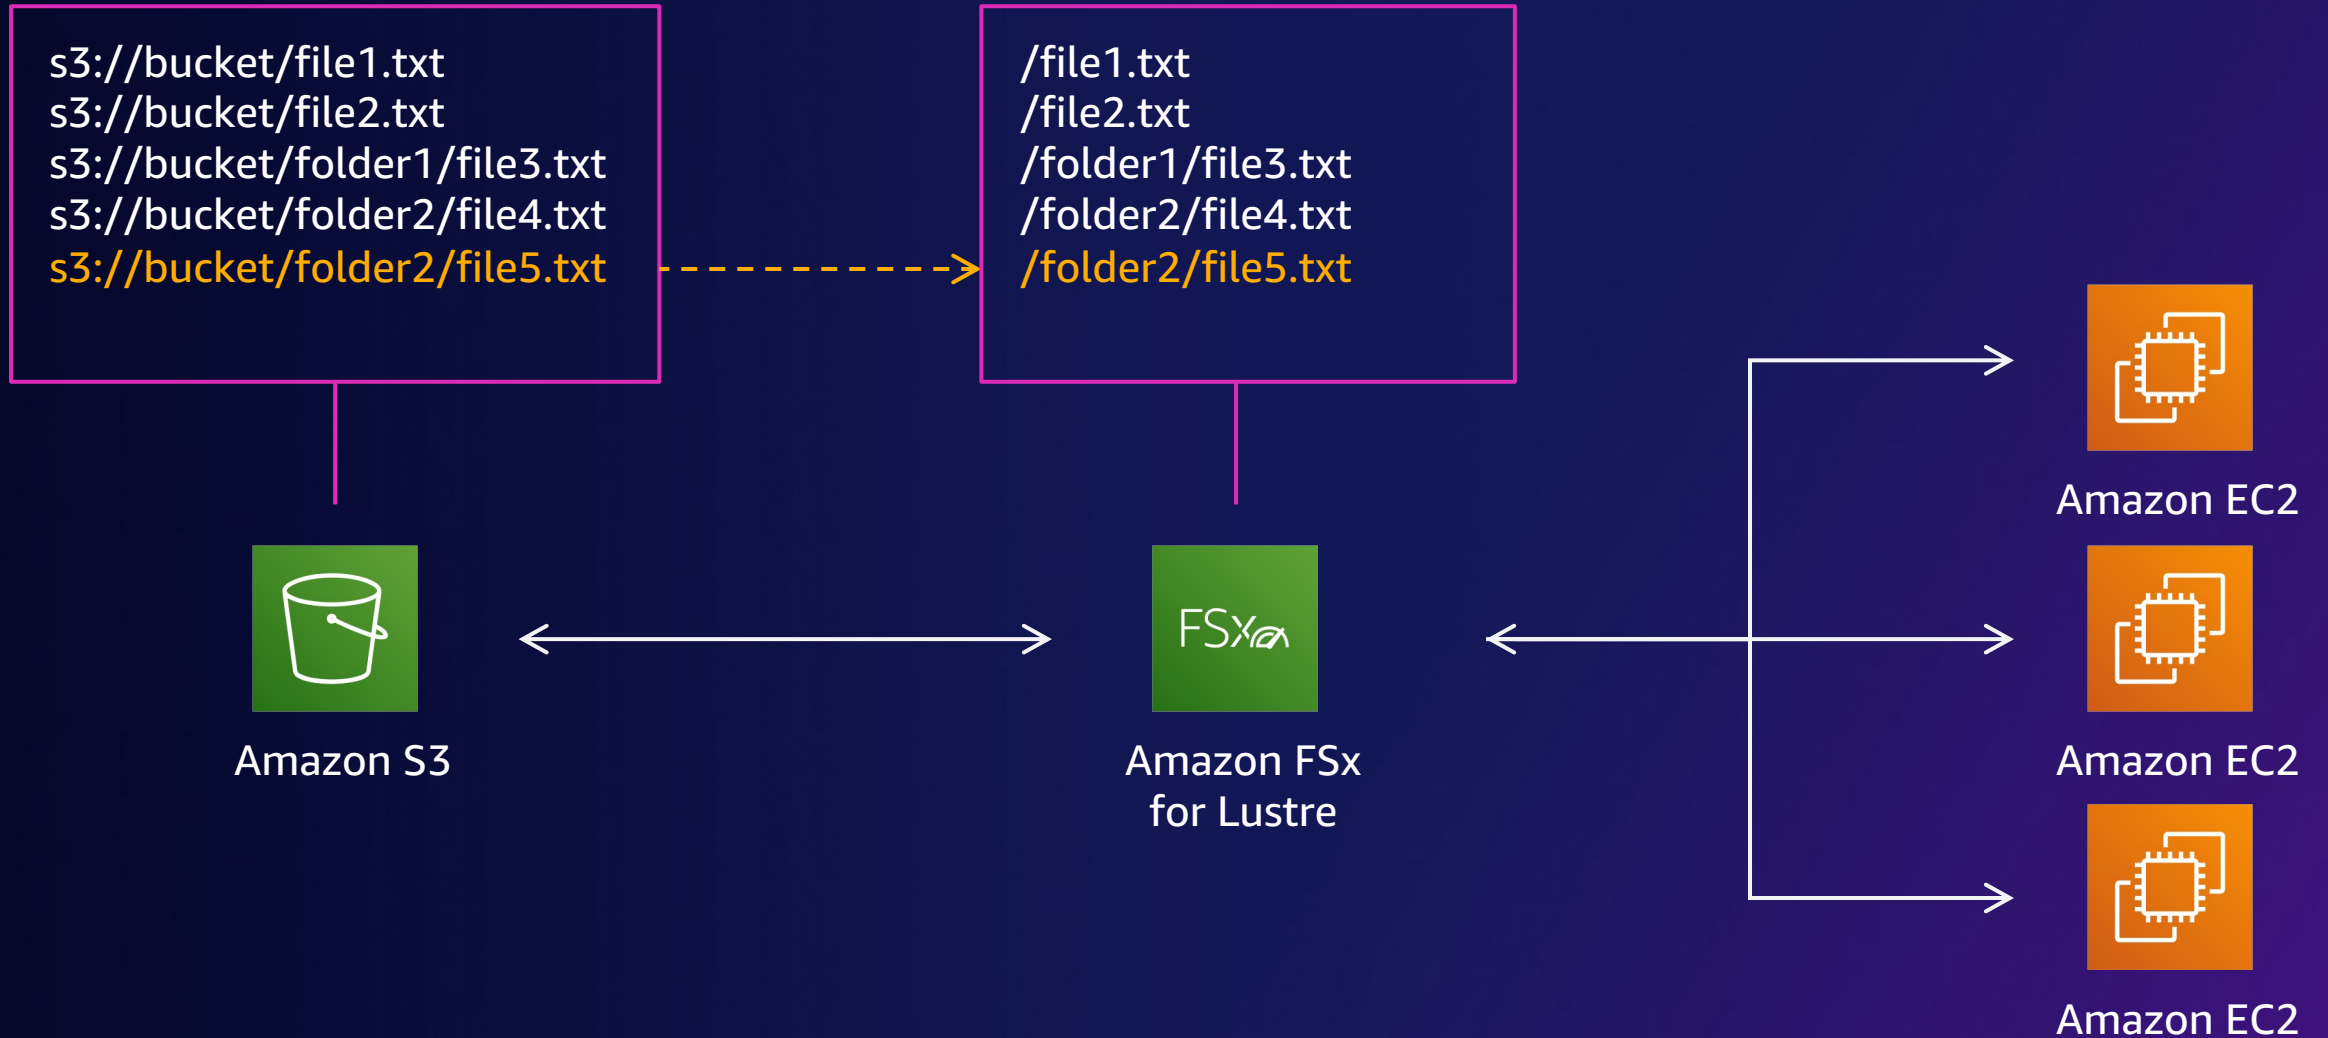 s3://bucket/file1.txt
s3://bucket/file2.txt
s3://bucket/folder1/file3.txt
s3://bucket/folder2/file4.txt
s3://bucket/folder2/file5.txt
/file1.txt
/file2.txt
/folder1/file3.txt
/folder2/file4.txt
/folder2/file5.txt
Amazon S3
FSx
Amazon FSx
for Lustre
Amazon EC2
Amazon EC2
Amazon EC2